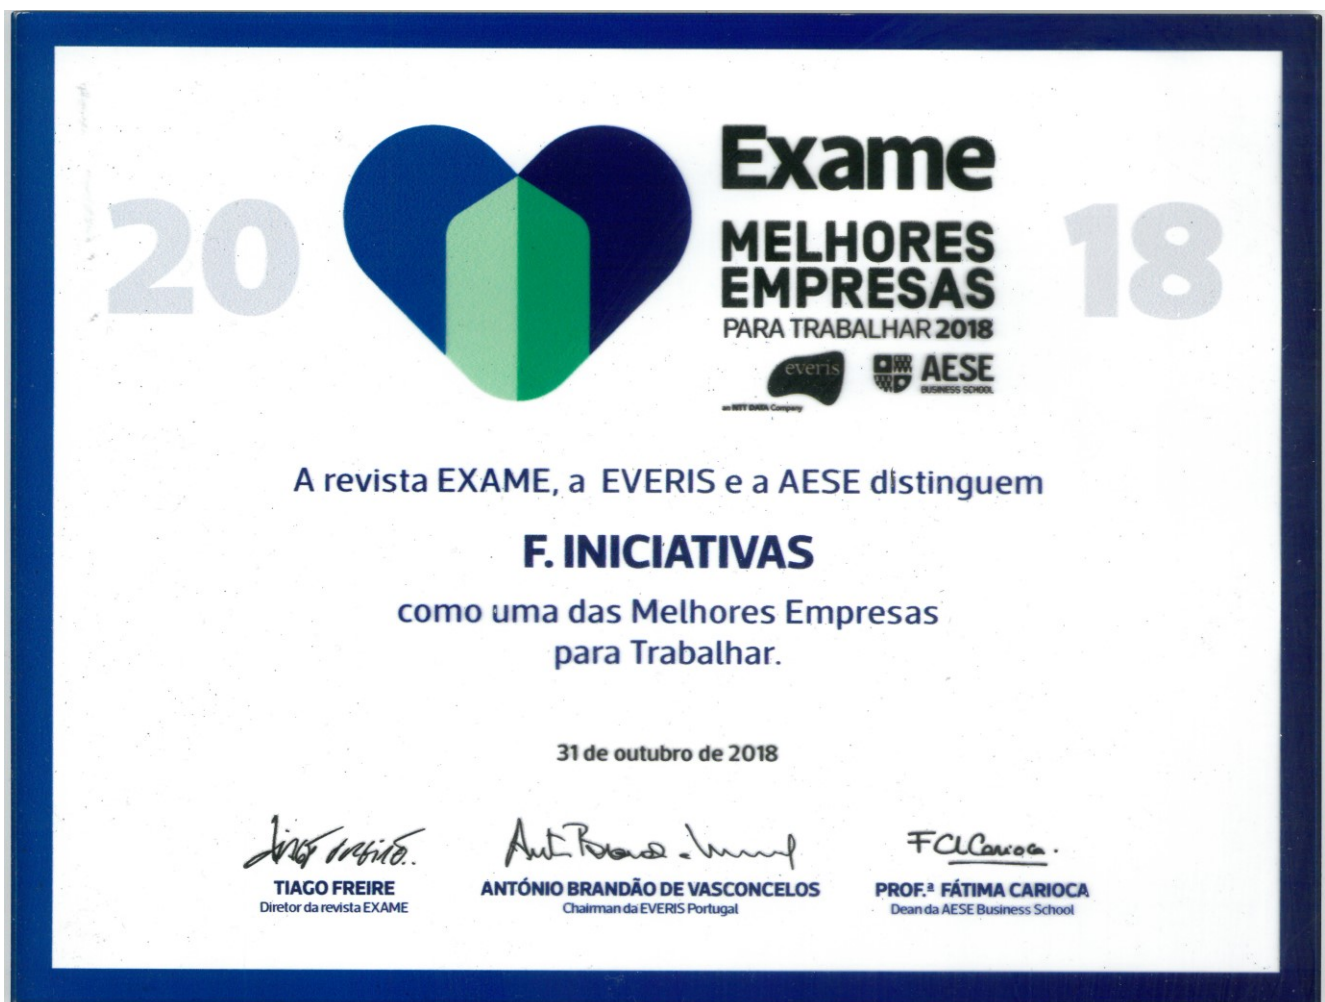 20
18
Exame
MELHORES
EMPRESAS
PARA TRABALHAR 2018
everis
an NTT DATA Company
AESE
BUSINESS SCHOOL
A revista EXAME, a EVERIS e a AESE distinguem
F. INICIATIVAS
como uma das Melhores Empresas
para Trabalhar.
31 de outubro de 2018
TIAGO FREIRE
Diretor da revista EXAME
ANTÓNIO BRANDÃO DE VASCONCELOS
Chairman da EVERIS Portugal
PROF.ª FÁTIMA CARIOCA
Dean da AESE Business School